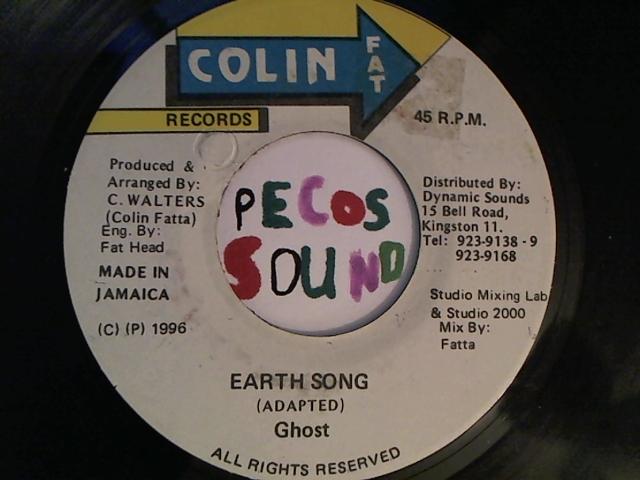 COLIN FAT
RECORDS
45 R.P.M.
Produced &
Arranged By:
C. WALTERS
(Colin Fatta)
Eng. By:
Fat Head
MADE IN
JAMAICA
(C) (P) 1996
PECOS
SOUND
Distributed By:
Dynamic Sounds
15 Bell Road,
Kingston 11.
Tel: 923-9138 - 9
923-9168
Studio Mixing Lab
& Studio 2000
Mix By:
Fatta
EARTH SONG
(ADAPTED)
Ghost
ALL RIGHTS RESERVED